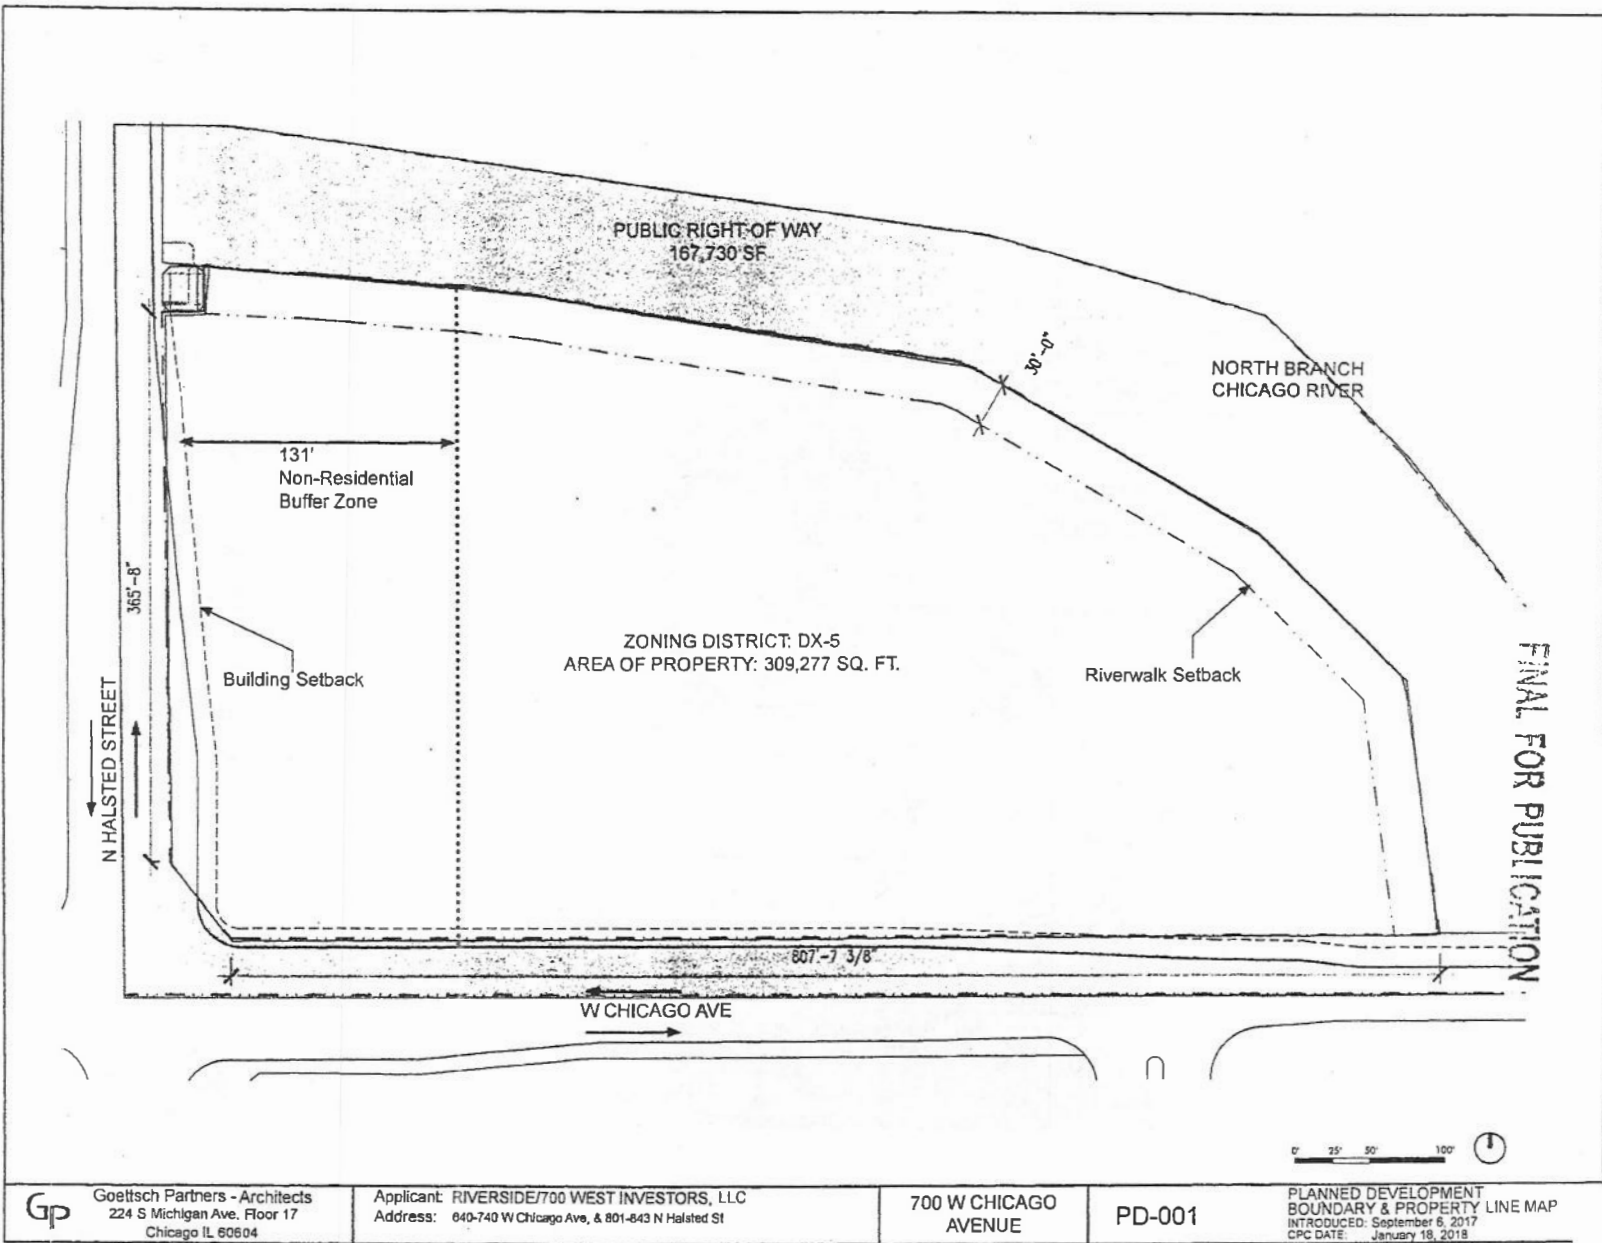 PUBLIC RIGHT OF WAY
167,730 SF
30'-0"
NORTH BRANCH
CHICAGO RIVER
131'
Non-Residential
Buffer Zone
365'-8"
ZONING DISTRICT: DX-5
AREA OF PROPERTY: 309,277 SQ. FT.
Building Setback
Riverwalk Setback
N HALSTED STREET
FINAL FOR PUBLICATION
807'-7 3/8"
W CHICAGO AVE
0' 25' 50' 100'
Gp
Goettsch Partners - Architects
224 S Michigan Ave. Floor 17
Chicago IL 60604
Applicant: RIVERSIDE/700 WEST INVESTORS, LLC
Address: 640-740 W Chicago Ave, & 801-843 N Halsted St
700 W CHICAGO
AVENUE
PD-001
PLANNED DEVELOPMENT
BOUNDARY & PROPERTY LINE MAP
INTRODUCED: September 6, 2017
CPC DATE: January 18, 2018